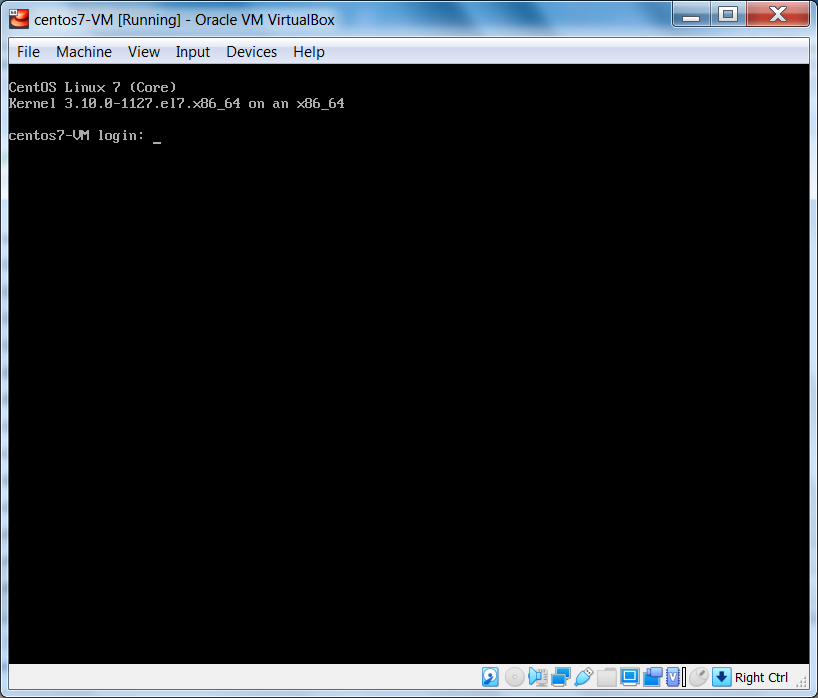 centos7-VM [Running] - Oracle VM VirtualBox
File Machine View Input Devices Help
CentOS Linux 7 (Core)
Kernel 3.10.0-1127.el7.x86_64 on an x86_64
centos7-VM login: _
Right Ctrl